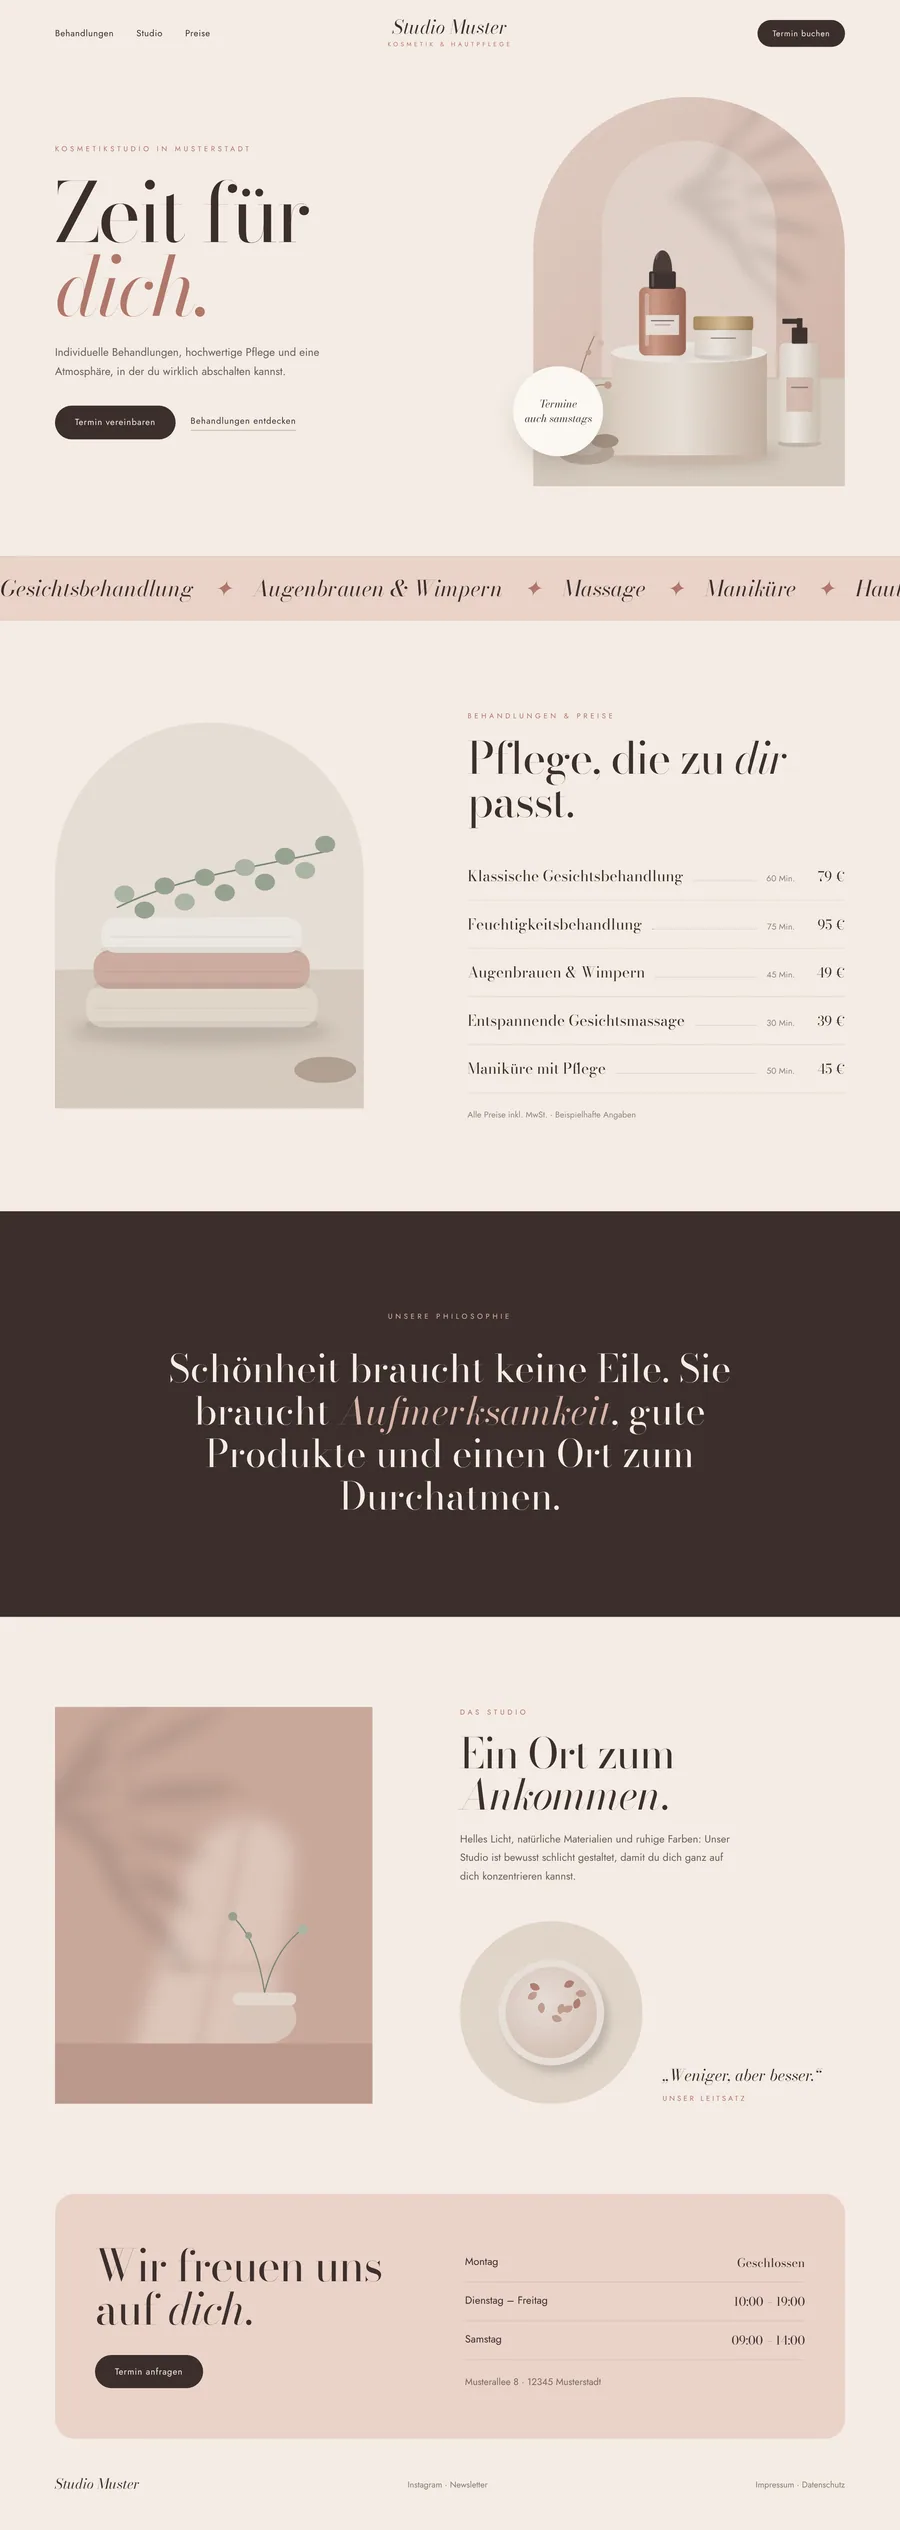 Behandlungen Studio Preise
Studio Muster
KOSMETIK & HAUTPFLEGE
Termin buchen
KOSMETIKSTUDIO IN MUSTERSTADT
Zeit für
dich.
Individuelle Behandlungen, hochwertige Pflege und eine
Atmosphäre, in der du wirklich abschalten kannst.
Termin vereinbaren
Behandlungen entdecken
Termine
auch samstags
Gesichtsbehandlung ✦ Augenbrauen & Wimpern ✦ Massage ✦ Maniküre ✦ Haut
BEHANDLUNGEN & PREISE
Pflege, die zu dir
passt.
Klassische Gesichtsbehandlung 60 Min. 79 €
Feuchtigkeitsbehandlung 75 Min. 95 €
Augenbrauen & Wimpern 45 Min. 49 €
Entspannende Gesichtsmassage 30 Min. 39 €
Maniküre mit Pflege 50 Min. 45 €
Alle Preise inkl. MwSt. · Beispielhafte Angaben
UNSERE PHILOSOPHIE
Schönheit braucht keine Eile. Sie
braucht Aufmerksamkeit, gute
Produkte und einen Ort zum
Durchatmen.
DAS STUDIO
Ein Ort zum
Ankommen.
Helles Licht, natürliche Materialien und ruhige Farben: Unser
Studio ist bewusst schlicht gestaltet, damit du dich ganz auf
dich konzentrieren kannst.
„Weniger, aber besser.“
UNSER LEITSATZ
Wir freuen uns
auf dich.
Termin anfragen
Montag Geschlossen
Dienstag – Freitag 10:00 – 19:00
Samstag 09:00 – 14:00
Musterallee 8 · 12345 Musterstadt
Studio Muster
Instagram · Newsletter
Impressum · Datenschutz